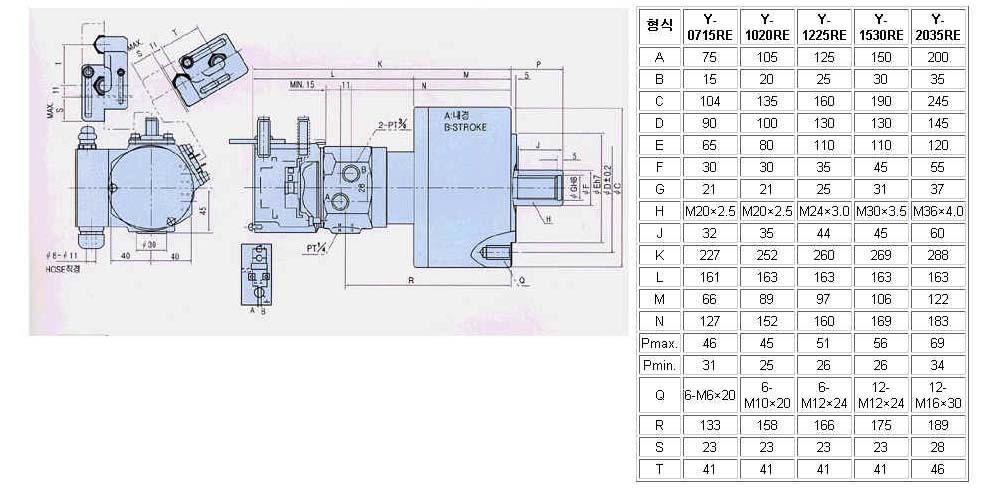 MAX.
S
11
T
T
11
MAX.
S
K
P
L
M
5
MIN.15
11
N
2-PT3/8
A:내경
B:STROKE
J
5
φGH8
φF
φEh7
φD±0.2
φC
B
28
H
45
φ30
PT1/4
φ8-φ11
40
40
HOSE직경
R
Q
A B
형식 Y-0715RE Y-1020RE Y-1225RE Y-1530RE Y-2035RE
A 75 105 125 150 200
B 15 20 25 30 35
C 104 135 160 190 245
D 90 100 130 130 145
E 65 80 110 110 120
F 30 30 35 45 55
G 21 21 25 31 37
H M20×2.5 M20×2.5 M24×3.0 M30×3.5 M36×4.0
J 32 35 44 45 60
K 227 252 260 269 288
L 161 163 163 163 163
M 66 89 97 106 122
N 127 152 160 169 183
Pmax. 46 45 51 56 69
Pmin. 31 25 26 26 34
Q 6-M6×20 6-M10×20 6-M12×24 12-M12×24 12-M16×30
R 133 158 166 175 189
S 23 23 23 23 28
T 41 41 41 41 46